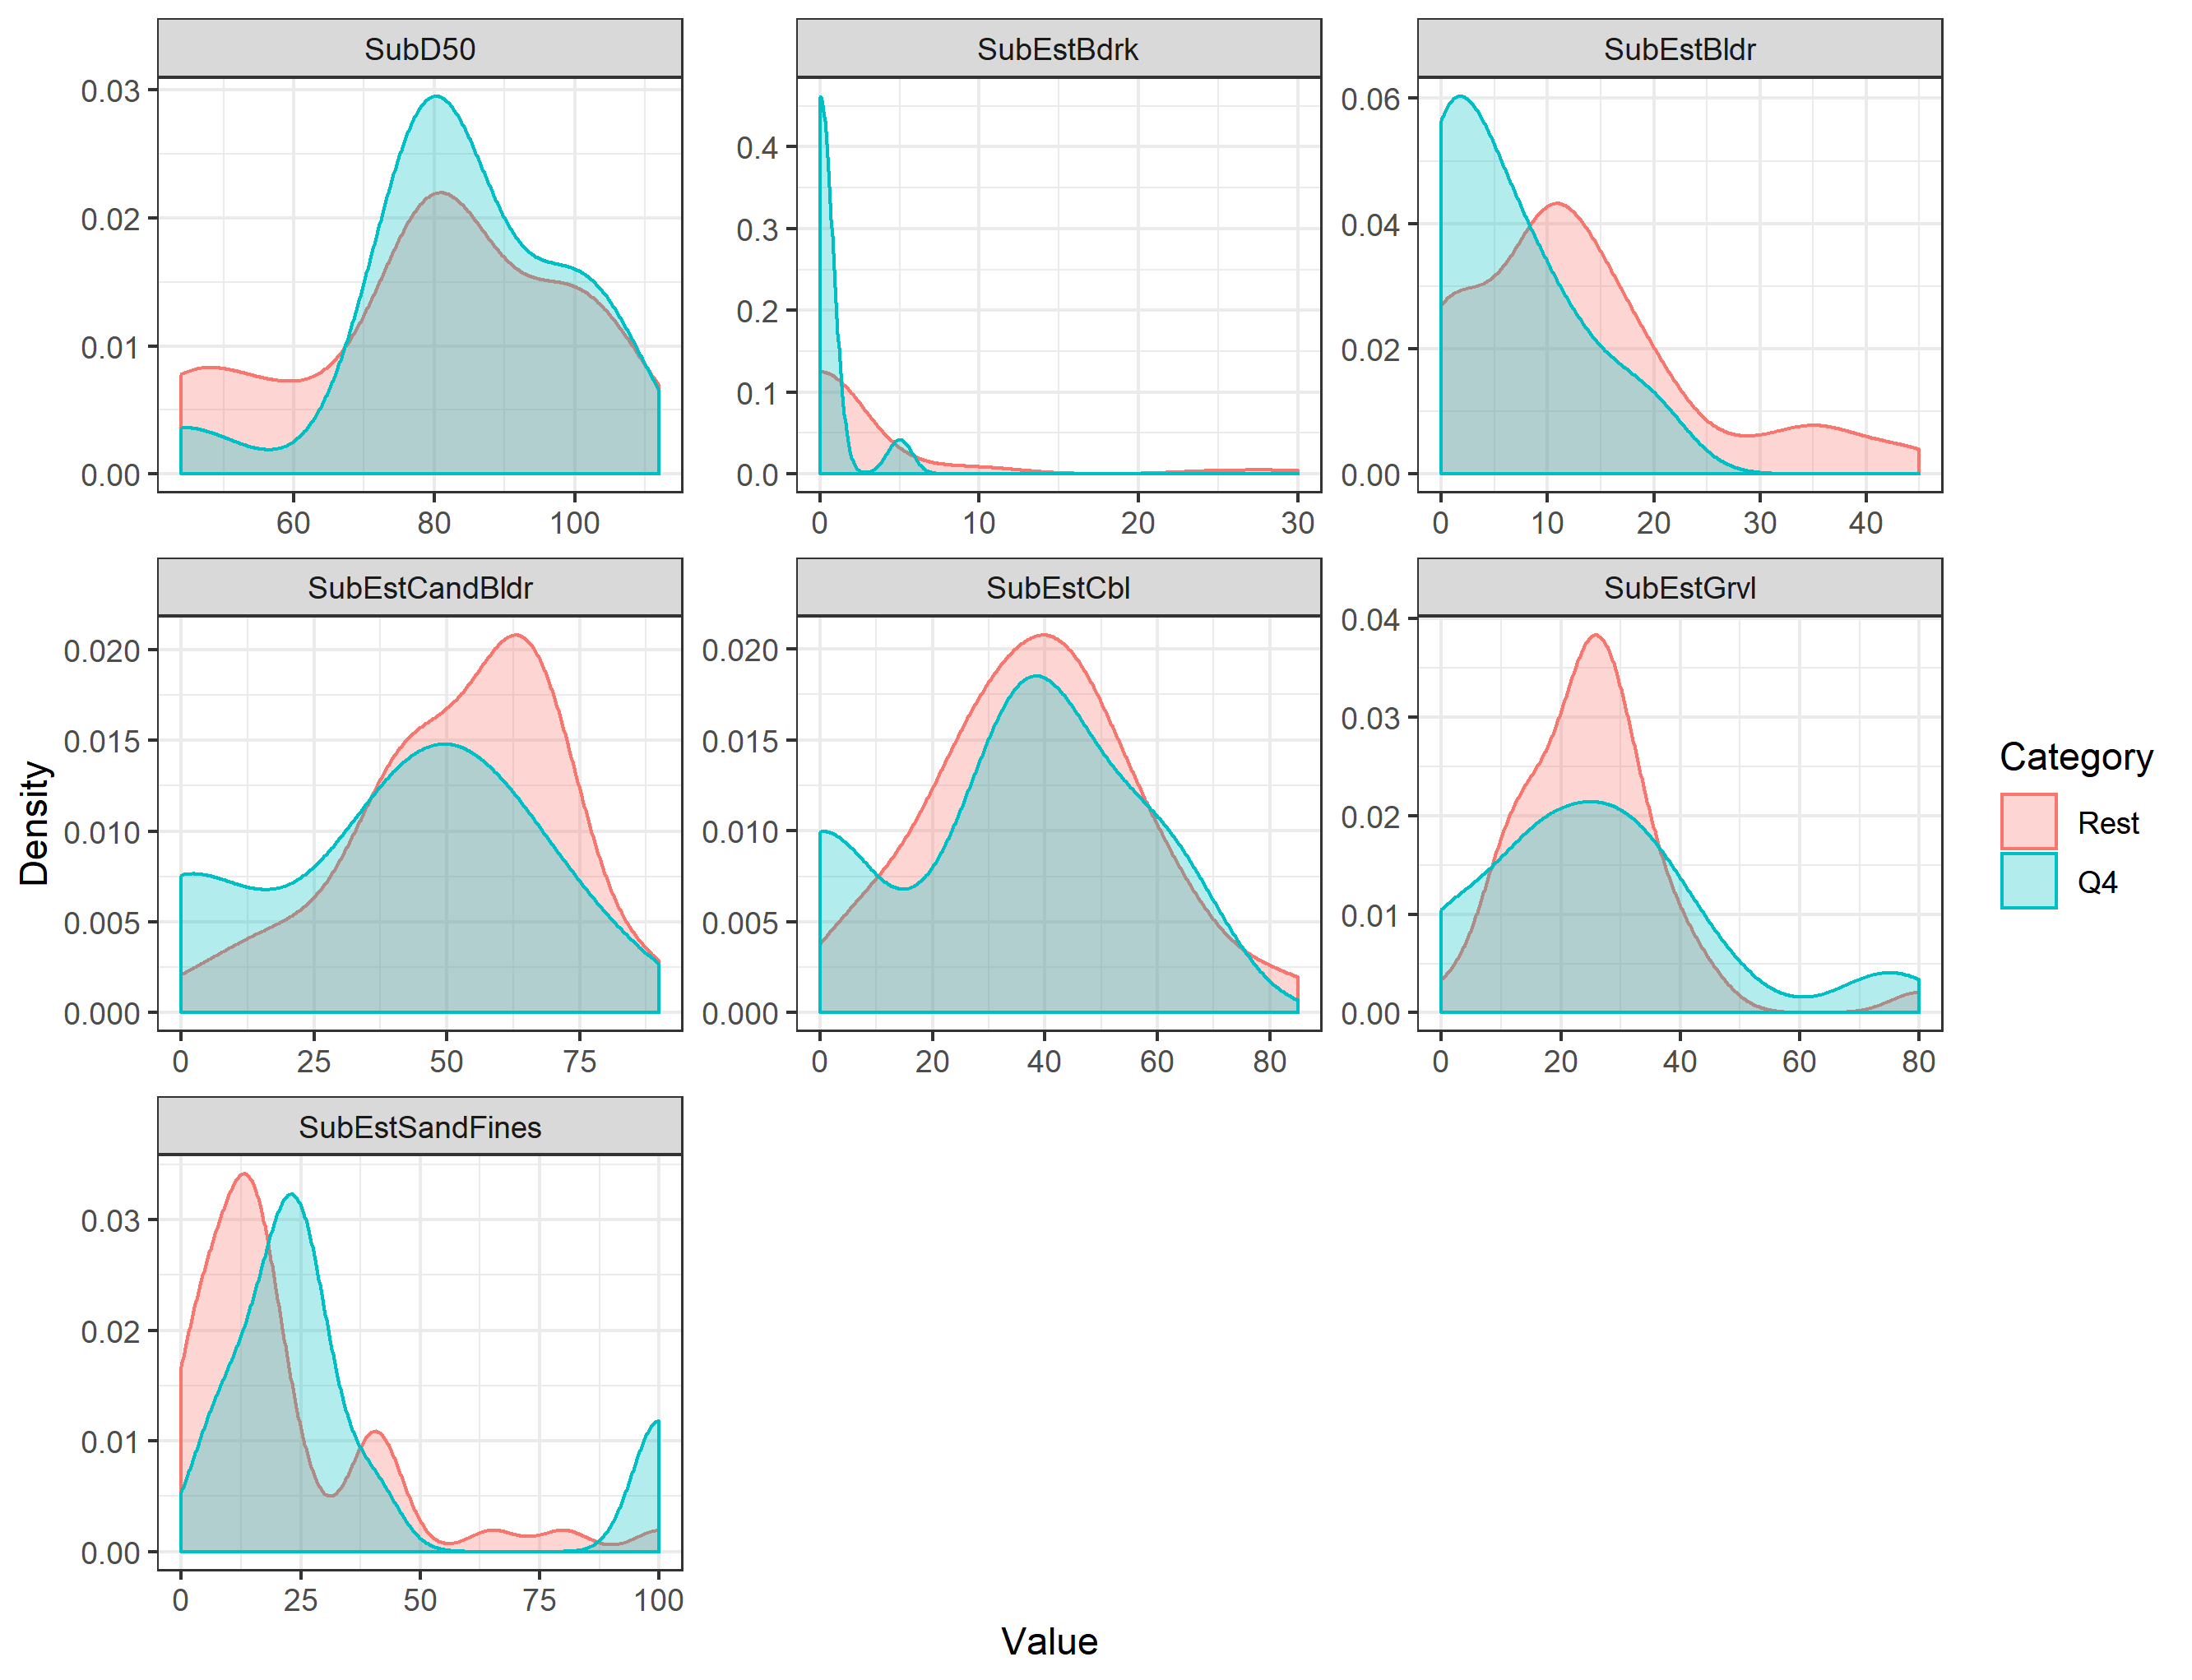 SubD50
SubEstBdrk
SubEstBldr
0.03
0.02
0.01
0.00
0.4
0.3
0.2
0.1
0.0
0.06
0.04
0.02
0.00
60 80 100
0 10 20 30
0 10 20 30 40
SubEstCandBldr
SubEstCbl
SubEstGrvl
0.020
0.015
0.010
0.005
0.000
0.020
0.015
0.010
0.005
0.000
0.04
0.03
0.02
0.01
0.00
0 25 50 75
0 20 40 60 80
0 20 40 60 80
SubEstSandFines
0.03
0.02
0.01
0.00
0 25 50 75 100
Density
Value
Category
Rest
Q4